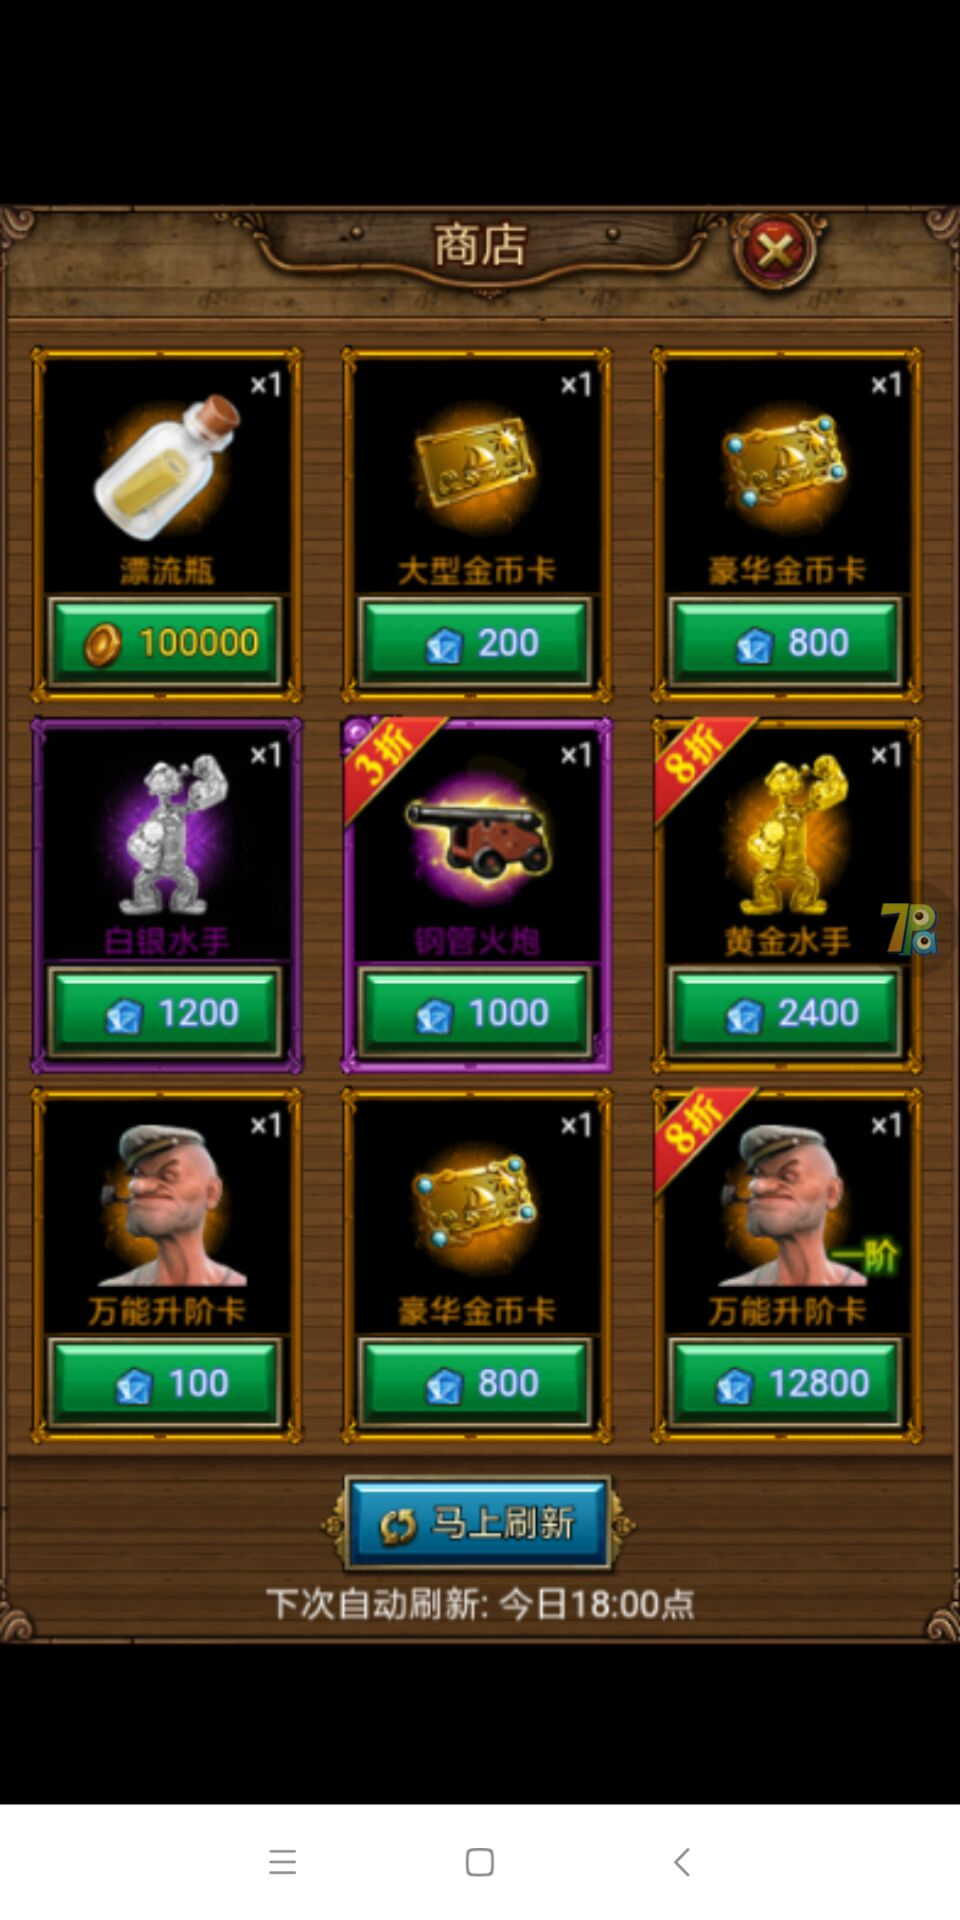 商店
×1 ×1 ×1
漂流瓶 大型金币卡 豪华金币卡
100000 200 800
×1 3折 ×1 8折 ×1
白银水手 钢管火炮 黄金水手
1200 1000 2400
×1 ×1 8折 ×1
一阶
万能升阶卡 豪华金币卡 万能升阶卡
100 800 12800
马上刷新
下次自动刷新: 今日18:00点
7Pa